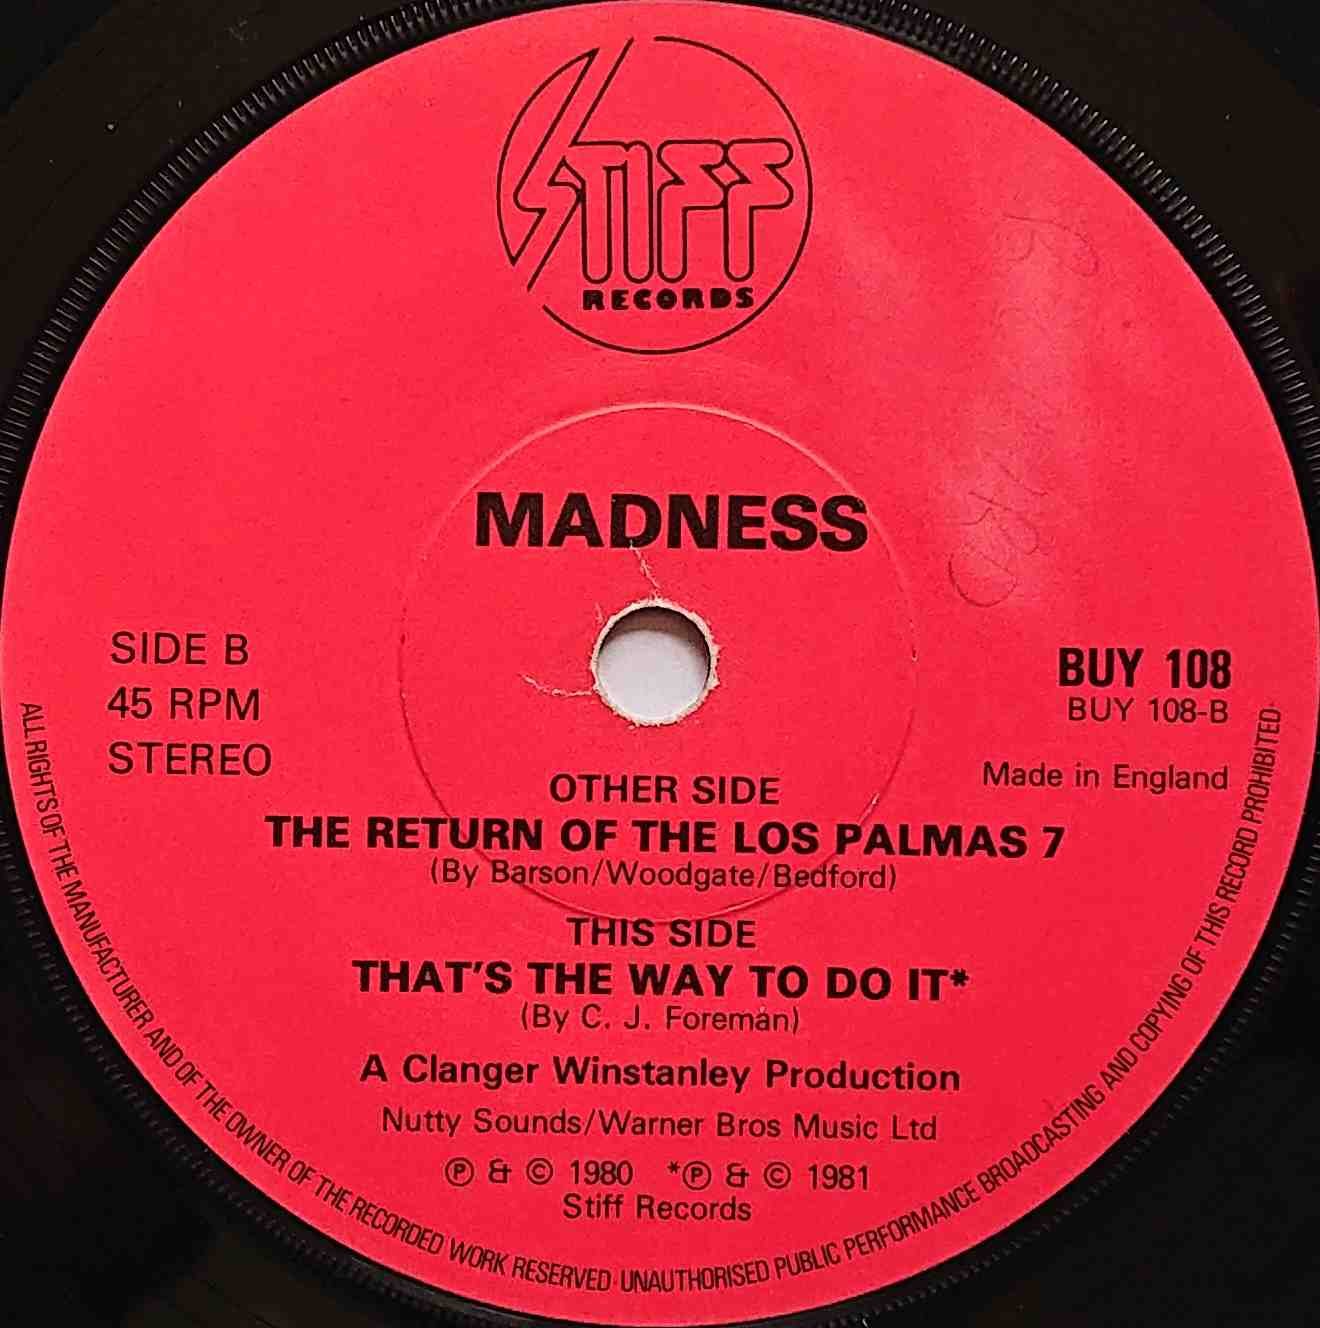 STIFF
RECORDS
MADNESS
SIDE B
45 RPM
STEREO
BUY 108
BUY 108-B
Made in England
OTHER SIDE
THE RETURN OF THE LOS PALMAS 7
(By Barson/Woodgate/Bedford)
THIS SIDE
THAT'S THE WAY TO DO IT*
(By C. J. Foreman)
A Clanger Winstanley Production
Nutty Sounds/Warner Bros Music Ltd
Ⓟ & © 1980 *Ⓟ & © 1981
Stiff Records
ALL RIGHTS OF THE MANUFACTURER AND OF THE OWNER OF THE RECORDED WORK RESERVED · UNAUTHORISED PUBLIC PERFORMANCE BROADCASTING AND COPYING OF THIS RECORD PROHIBITED·